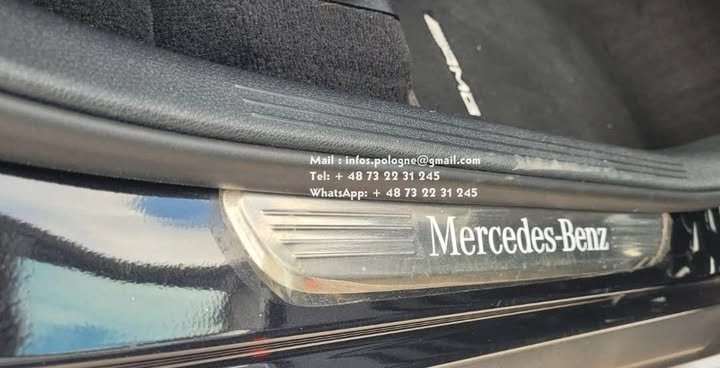 AMG
Mail : infos.pologne@gmail.com
Tel: + 48 73 22 31 245
WhatsApp: + 48 73 22 31 245
Mercedes-Benz